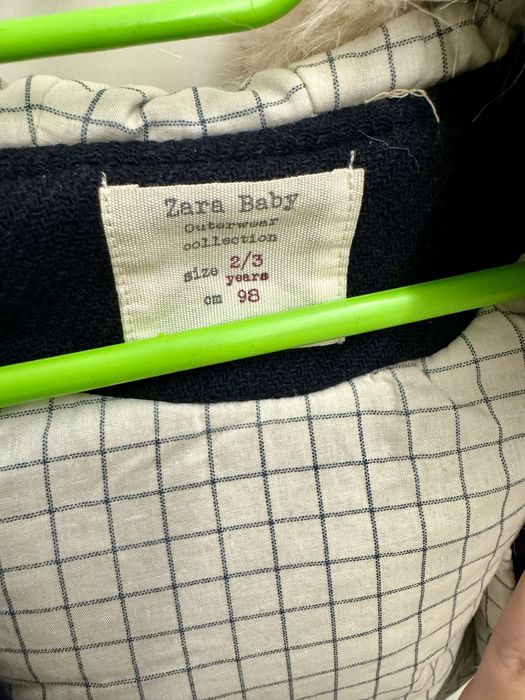 Zara Baby
Outerwear
collection
size 2/3
years
cm 98